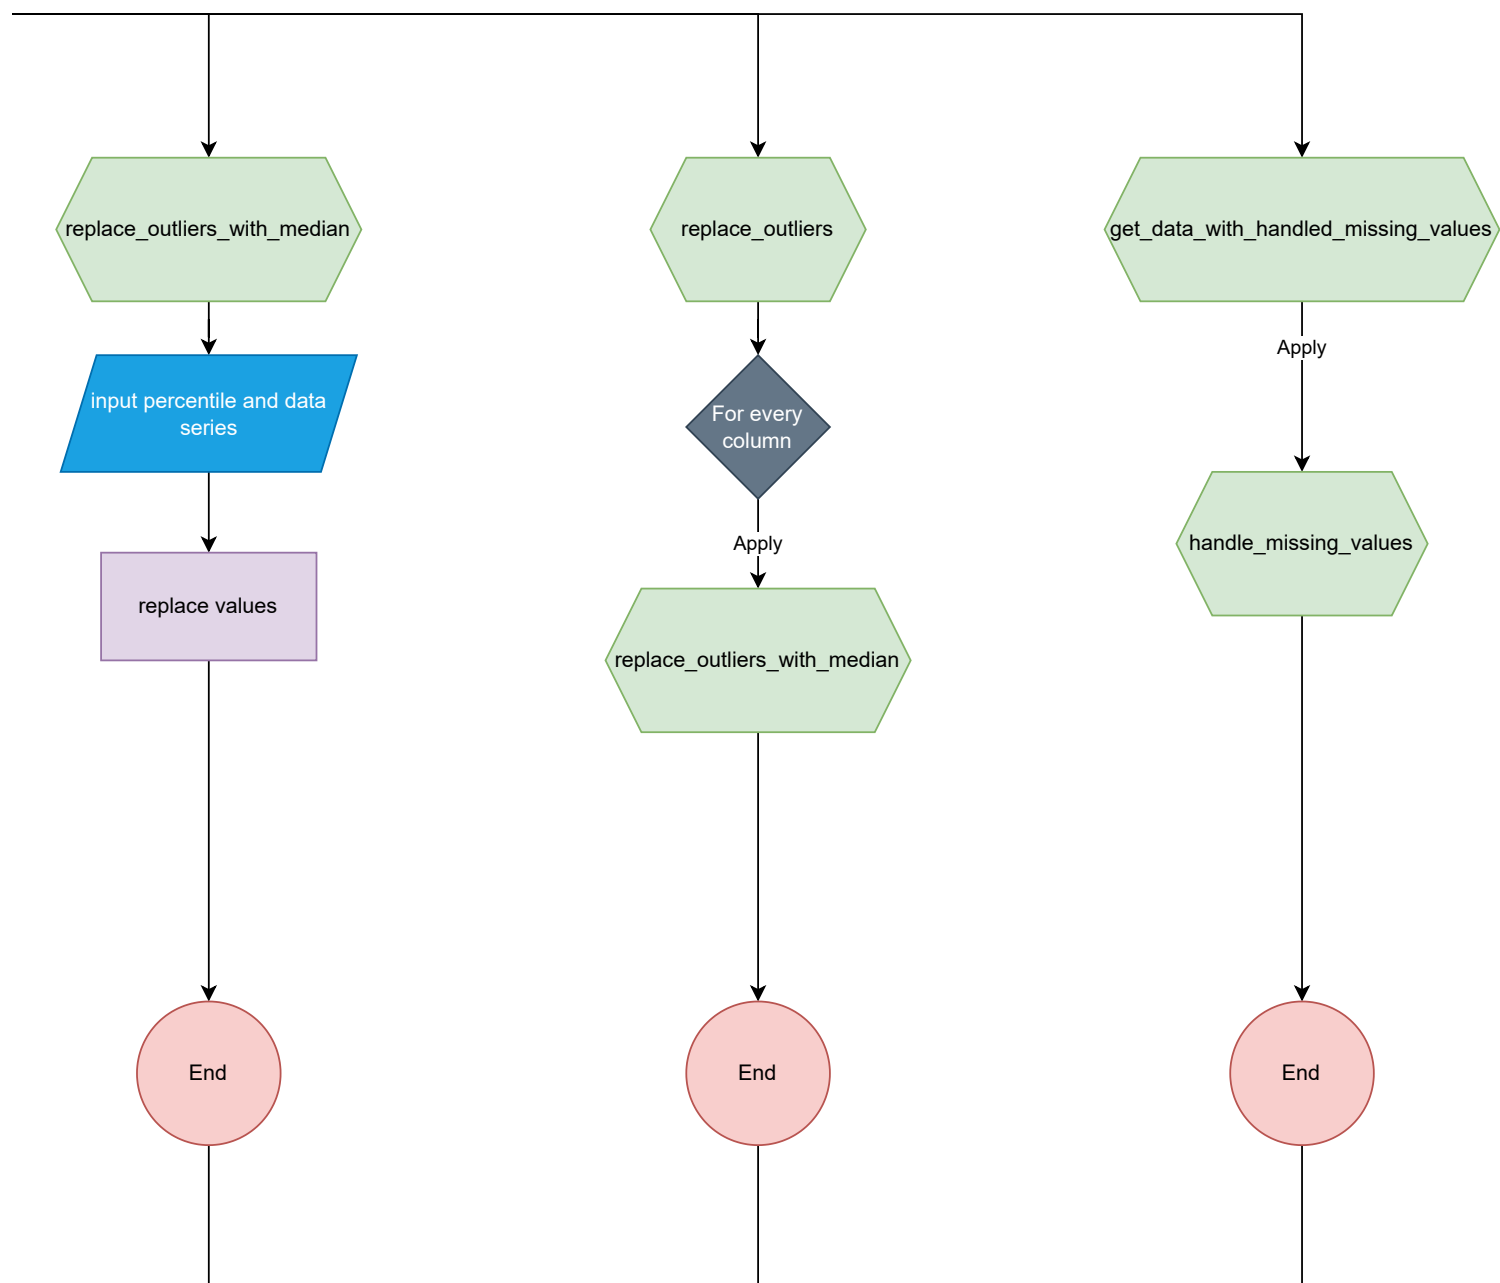 replace_outliers_with_median
replace_outliers
get_data_with_handled_missing_values
input percentile and data
series
For every
column
Apply
Apply
handle_missing_values
replace values
replace_outliers_with_median
End
End
End